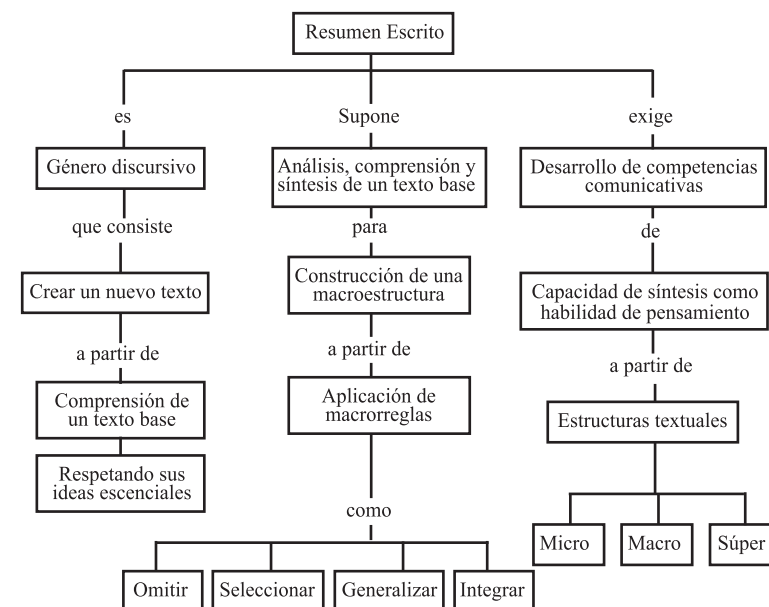 Resumen Escrito
es
Supone
exige
Género discursivo
Análisis, comprensión y
síntesis de un texto base
Desarrollo de competencias
comunicativas
que consiste
para
de
Crear un nuevo texto
Construcción de una
macroestructura
Capacidad de síntesis como
habilidad de pensamiento
a partir de
a partir de
a partir de
Comprensión de
un texto base
Aplicación de
macrorreglas
Estructuras textuales
Respetando sus
ideas escenciales
como
Micro
Macro
Súper
Omitir
Seleccionar
Generalizar
Integrar